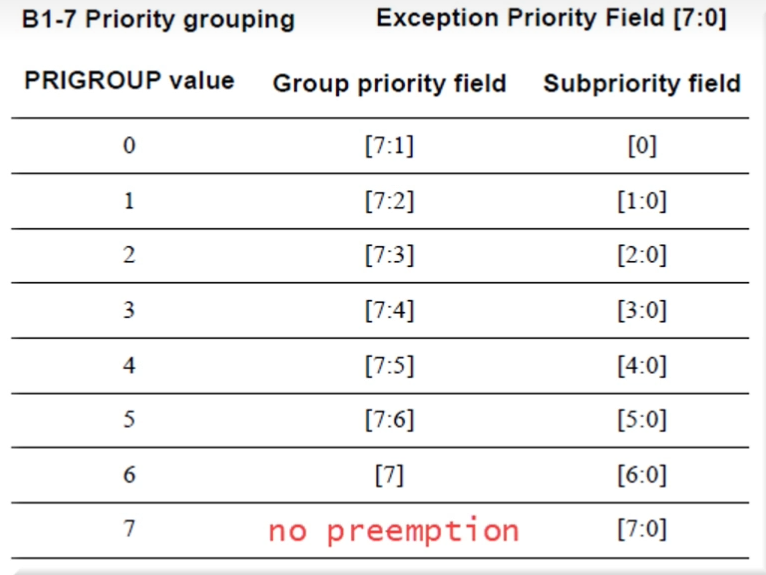 B1-7 Priority grouping Exception Priority Field [7:0]
PRIGROUP value Group priority field Subpriority field
0 [7:1] [0]
1 [7:2] [1:0]
2 [7:3] [2:0]
3 [7:4] [3:0]
4 [7:5] [4:0]
5 [7:6] [5:0]
6 [7] [6:0]
7 no preemption [7:0]